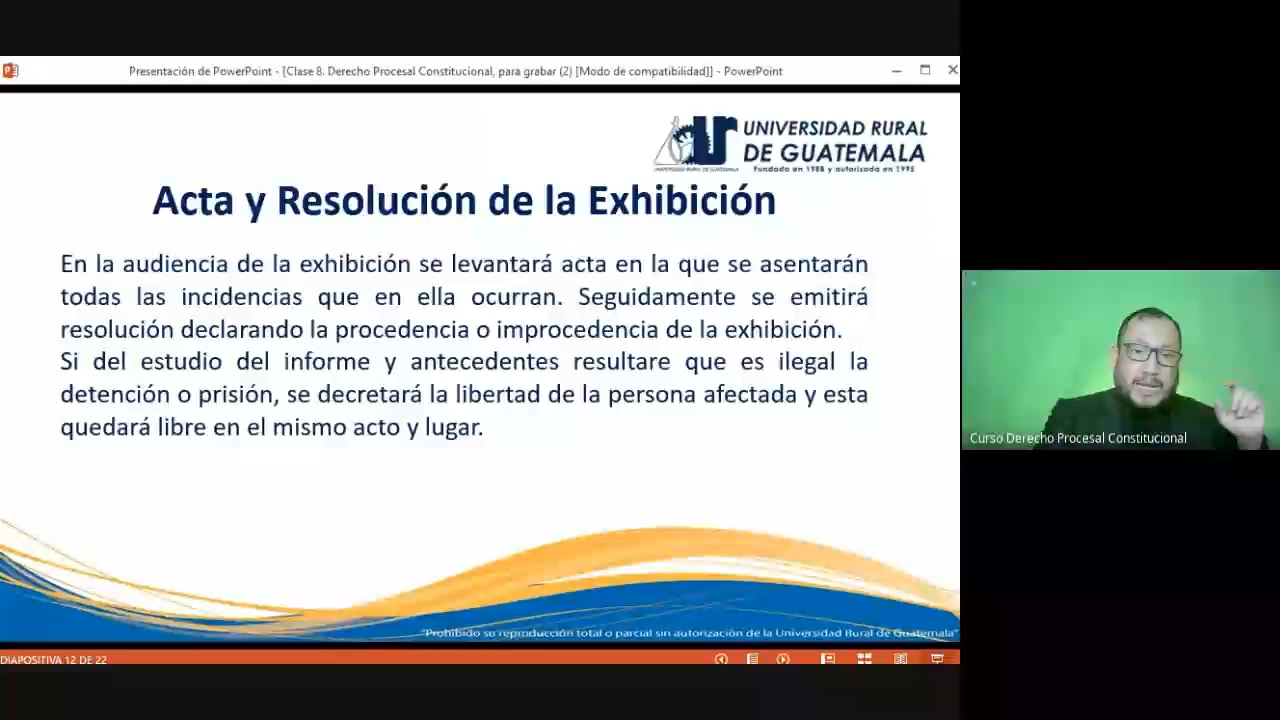 Presentación de PowerPoint - [Clase 8. Derecho Procesal Constitucional, para grabar (2) [Modo de compatibilidad]] - PowerPoint
UNIVERSIDAD RURAL
DE GUATEMALA
UNIVERSIDAD RURAL DE GUATEMALA
Fundada en 1988 y autorizada en 1995
Acta y Resolución de la Exhibición
En la audiencia de la exhibición se levantará acta en la que se asentarán
todas las incidencias que en ella ocurran. Seguidamente se emitirá
resolución declarando la procedencia o improcedencia de la exhibición.
Si del estudio del informe y antecedentes resultare que es ilegal la
detención o prisión, se decretará la libertad de la persona afectada y esta
quedará libre en el mismo acto y lugar.
Curso Derecho Procesal Constitucional
"Prohibido su reproducción total o parcial sin autorización de la Universidad Rural de Guatemala"
DIAPOSITIVA 12 DE 22